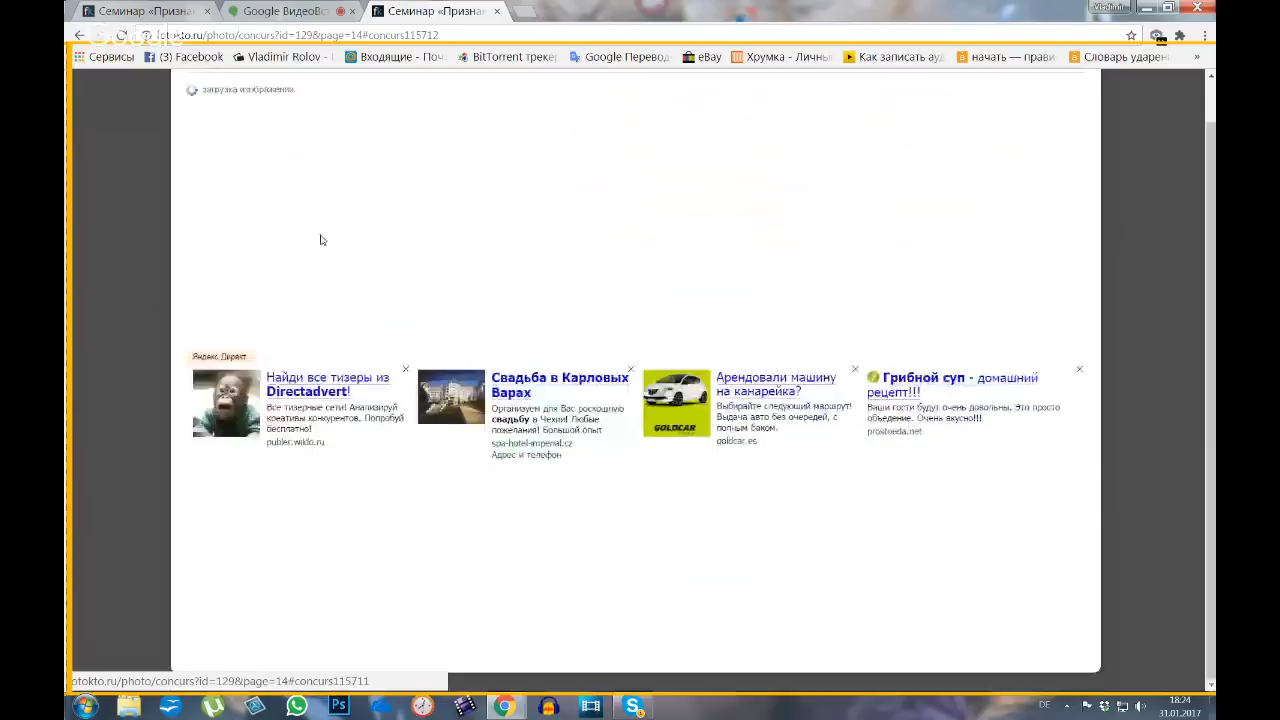 Семинар «Призна
Google ВидеоВс
Семинар «Призна
Vladimir
fotokto.ru/photo/concurs?id=129&page=14#concurs115712
Сервисы
(3) Facebook
Vladimir Rolov -
Входящие - Поч
BitTorrent трекер
Google Перевод
eBay
Хрумка - Личны
Как записать ауд
начать — прави
Словарь ударен
»
загрузка изображения.
Яндекс.Директ
Найди все тизеры из
Directadvert!
Все тизерные сети! Анализируй
креативы конкурентов. Попробуй
бесплатно!
publer.wildo.ru
Свадьба в Карловых
Варах
Организуем для Вас роскошную
свадьбу в Чехии! Любые
пожелания! Большой опыт
spa-hotel-imperial.cz
Адрес и телефон
GOLDCAR
Арендовали машину
на канарейка?
Выбирайте следующий маршрут!
Выдача авто без очередей, с
полным баком.
goldcar.es
Грибной суп - домашний
рецепт!!!
Ваши гости будут очень довольны. Это просто
объедение. Очень вкусно!!!
prostoeda.net
otokto.ru/photo/concurs?id=129&page=14#concurs115711
Ps
DE
18:24
31.01.2017